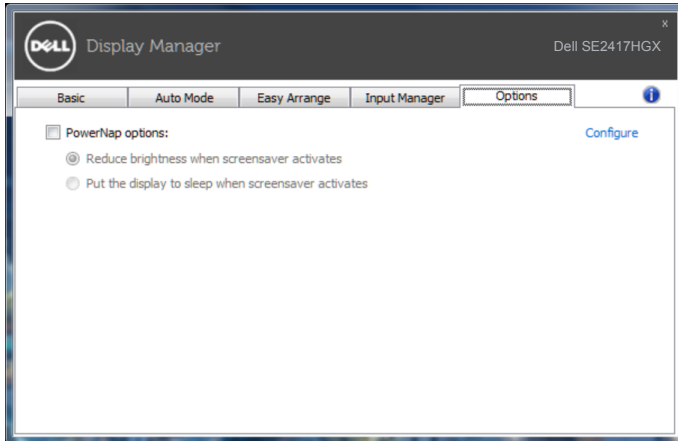 x
DELL Display Manager Dell SE2417HGX
Basic Auto Mode Easy Arrange Input Manager Options i
PowerNap options: Configure
Reduce brightness when screensaver activates
Put the display to sleep when screensaver activates